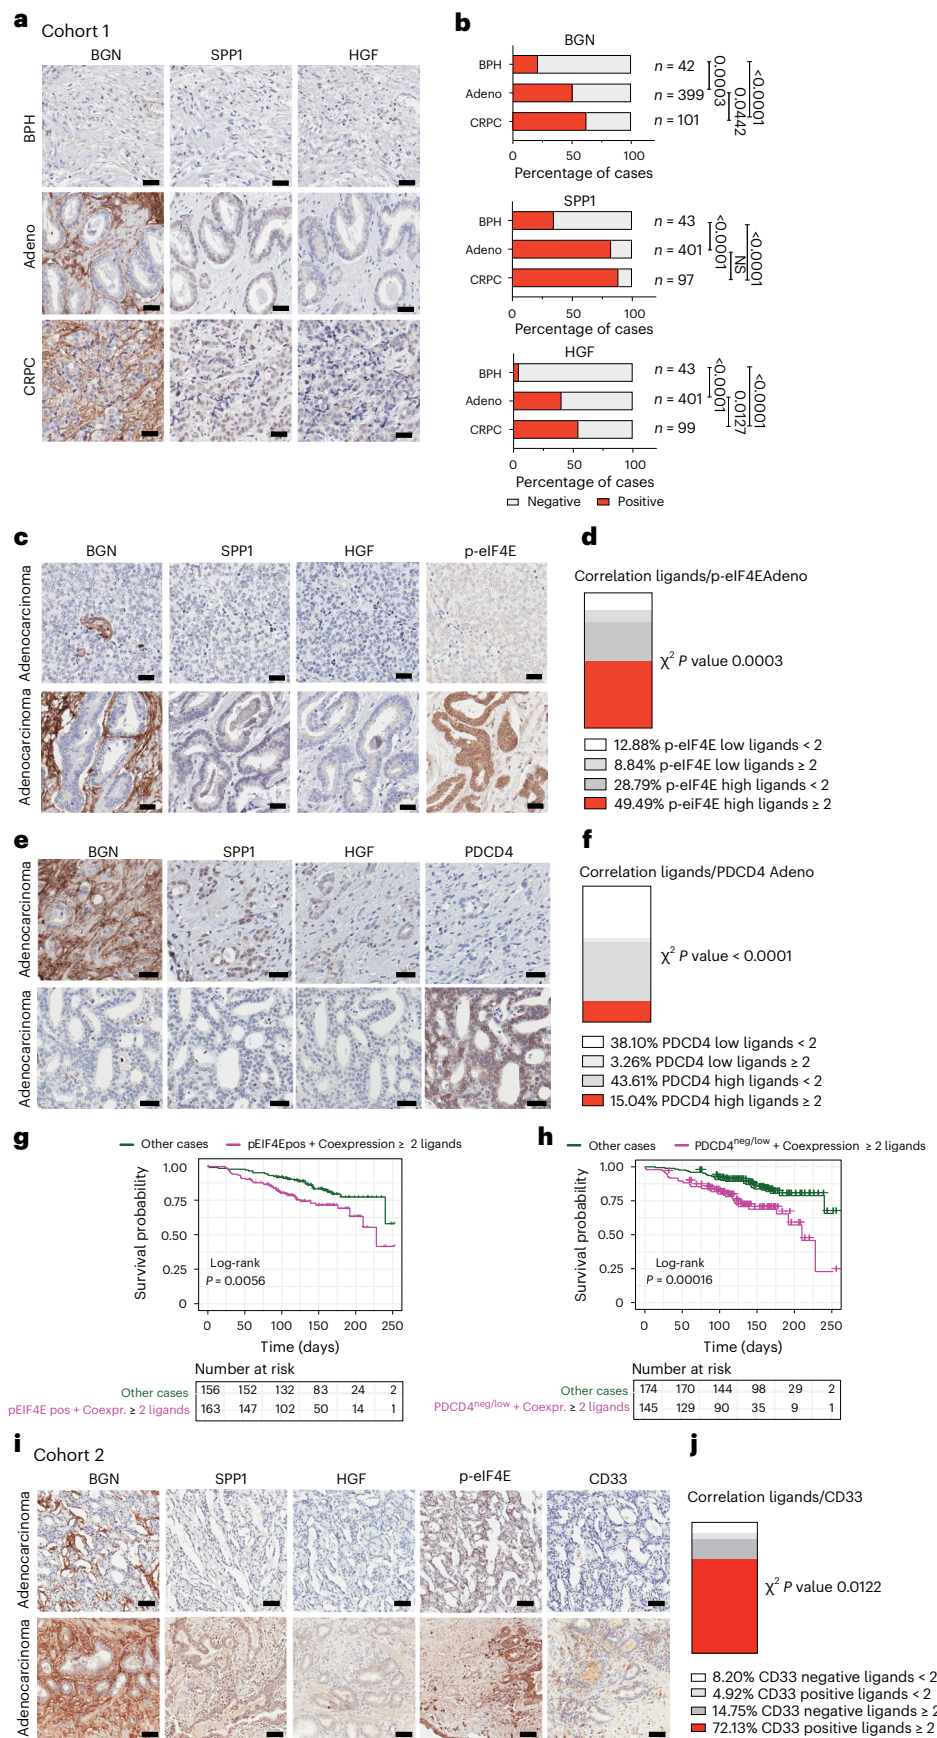 a
Cohort 1
BGN SPP1 HGF
BPH
Adeno
CRPC
b
BGN
BPH n = 42
Adeno n = 399
CRPC n = 101
0.0003
0.0442
<0.0001
0 50 100
Percentage of cases
SPP1
BPH n = 43
Adeno n = 401
CRPC n = 97
<0.0001
NS
<0.0001
0 50 100
Percentage of cases
HGF
BPH n = 43
Adeno n = 401
CRPC n = 99
<0.0001
0.0127
<0.0001
0 50 100
Percentage of cases
Negative Positive
c
BGN SPP1 HGF p-eIF4E
Adenocarcinoma
Adenocarcinoma
d
Correlation ligands/p-eIF4EAdeno
χ² P value 0.0003
12.88% p-eIF4E low ligands < 2
8.84% p-eIF4E low ligands ≥ 2
28.79% p-eIF4E high ligands < 2
49.49% p-eiF4E high ligands ≥ 2
e
BGN SPP1 HGF PDCD4
Adenocarcinoma
Adenocarcinoma
f
Correlation ligands/PDCD4 Adeno
χ² P value < 0.0001
38.10% PDCD4 low ligands < 2
3.26% PDCD4 low ligands ≥ 2
43.61% PDCD4 high ligands < 2
15.04% PDCD4 high ligands ≥ 2
g
Other cases pEIF4Epos + Coexpression ≥ 2 ligands
Survival probability
1.00
0.75
0.50
0.25
0
Log-rank
P = 0.0056
0 50 100 150 200 250
Time (days)
Number at risk
Other cases 156 152 132 83 24 2
pEIF4E pos + Coexpr. ≥ 2 ligands 163 147 102 50 14 1
h
Other cases PDCD4neg/low + Coexpression ≥ 2 ligands
Survival probability
1.00
0.75
0.50
0.25
0
Log-rank
P = 0.00016
0 50 100 150 200 250
Time (days)
Number at risk
Other cases 174 170 144 98 29 2
PDCD4neg/low + Coexpr. ≥ 2 ligands 145 129 90 35 9 1
i
Cohort 2
BGN SPP1 HGF p-eIF4E CD33
Adenocarcinoma
Adenocarcinoma
j
Correlation ligands/CD33
χ² P value 0.0122
8.20% CD33 negative ligands < 2
4.92% CD33 positive ligands < 2
14.75% CD33 negative ligands ≥ 2
72.13% CD33 positive ligands ≥ 2